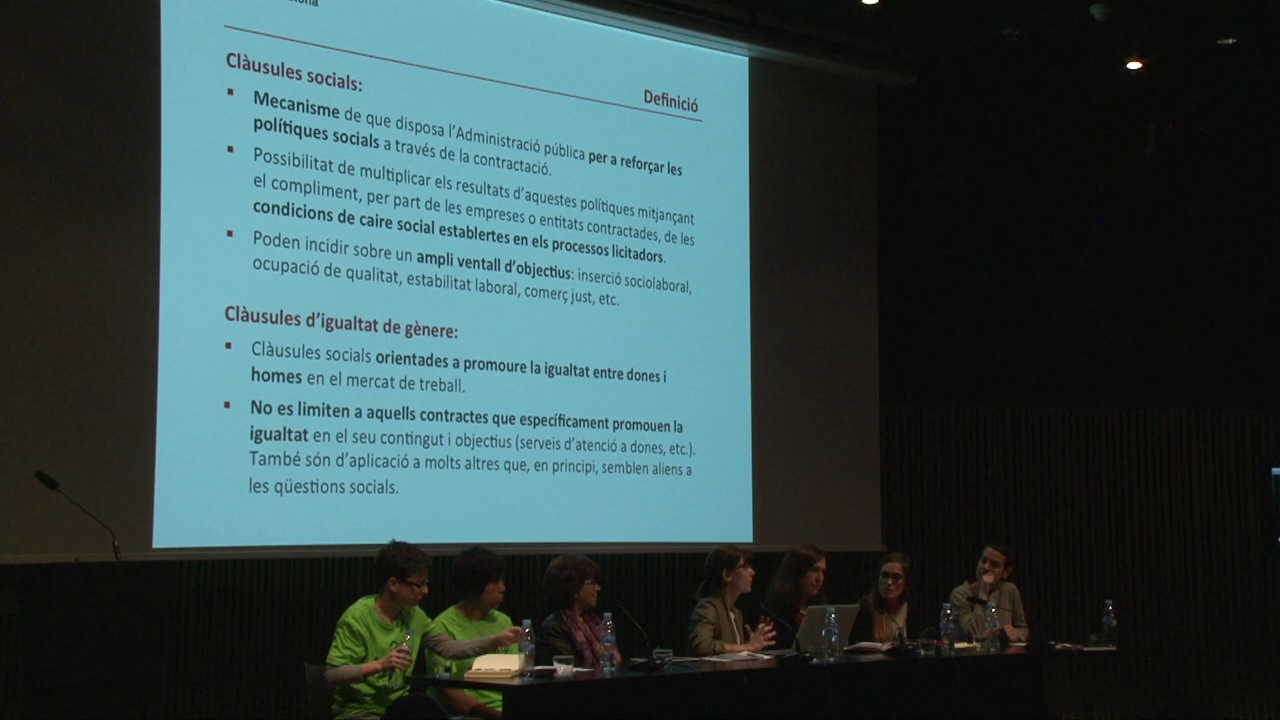 Clàusules socials:
Definició
Mecanisme de que disposa l'Administració pública per a reforçar les
polítiques socials a través de la contractació.
Possibilitat de multiplicar els resultats d'aquestes polítiques mitjançant
el compliment, per part de les empreses o entitats contractades, de les
condicions de caire social establertes en els processos licitadors.
Poden incidir sobre un ampli ventall d'objectius: inserció sociolaboral,
ocupació de qualitat, estabilitat laboral, comerç just, etc.
Clàusules d'igualtat de gènere:
Clàusules socials orientades a promoure la igualtat entre dones i
homes en el mercat de treball.
No es limiten a aquells contractes que específicament promouen la
igualtat en el seu contingut i objectius (serveis d'atenció a dones, etc.).
També són d'aplicació a molts altres que, en principi, semblen aliens a
les qüestions socials.